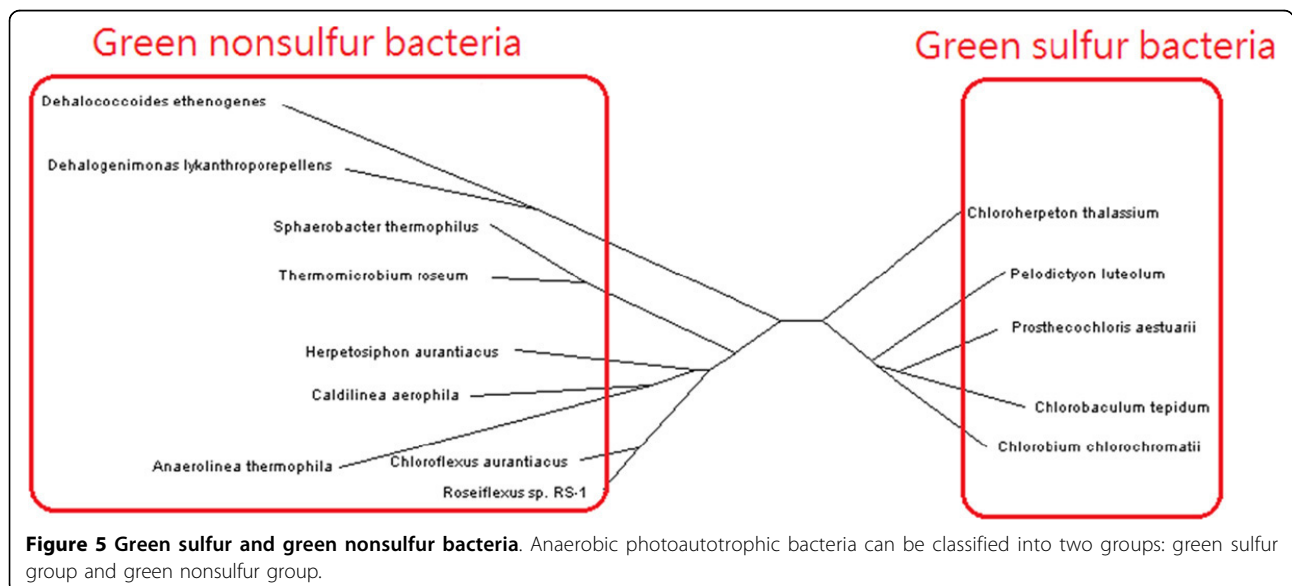 Green nonsulfur bacteria
Green sulfur bacteria
Dehalococcoides ethenogenes
Dehalogenimonas lykanthroporepellens
Sphaerobacter thermophilus
Thermomicrobium roseum
Herpetosiphon aurantiacus
Caldilinea aerophila
Anaerolinea thermophila
Chloroflexus aurantiacus
Roseiflexus sp. RS-1
Chloroherpeton thalassium
Pelodictyon luteolum
Prosthecochloris aestuarii
Chlorobaculum tepidum
Chlorobium chlorochromatii
Figure 5 Green sulfur and green nonsulfur bacteria. Anaerobic photoautotrophic bacteria can be classified into two groups: green sulfur
group and green nonsulfur group.